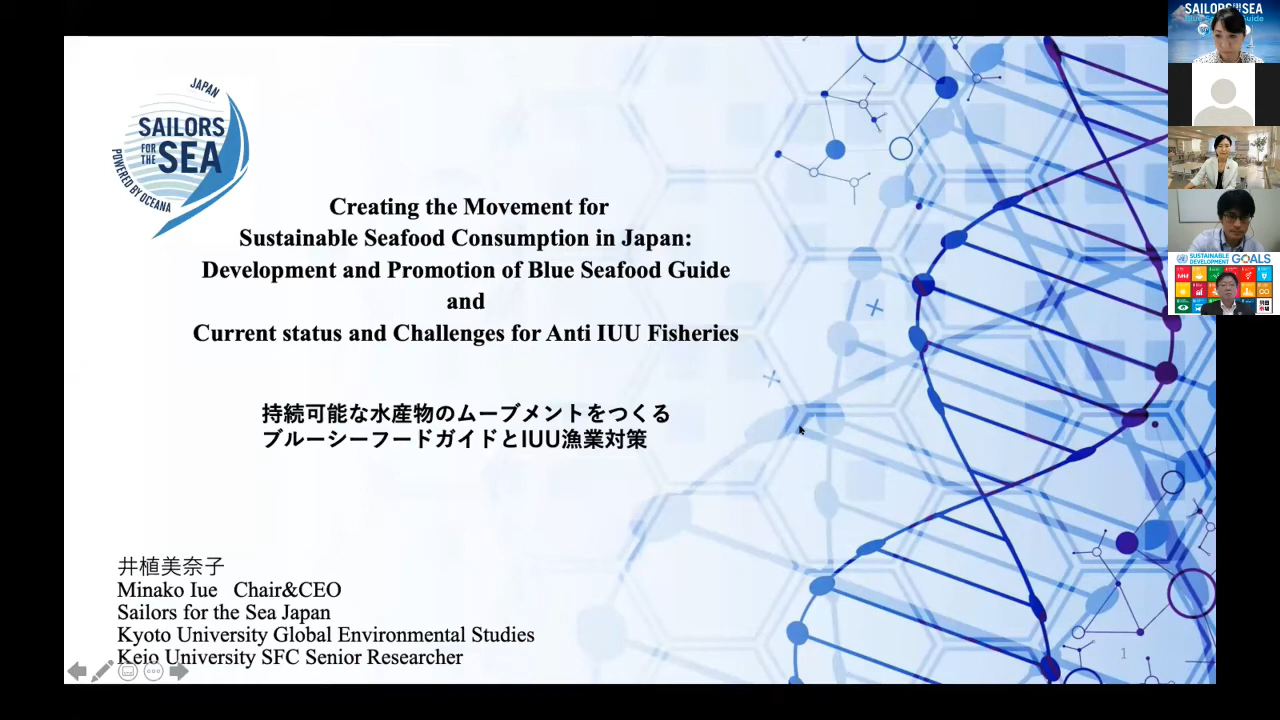 JAPAN
SAILORS
FOR THE
SEA
POWERED BY OCEANA
Creating the Movement for
Sustainable Seafood Consumption in Japan:
Development and Promotion of Blue Seafood Guide
and
Current status and Challenges for Anti IUU Fisheries
持続可能な水産物のムーブメントをつくる
ブルーシーフードガイドとIUU漁業対策
井植美奈子
Minako Iue Chair&CEO
Sailors for the Sea Japan
Kyoto University Global Environmental Studies
Keio University SFC Senior Researcher
1
SAILORS
SEA
SUSTAINABLE
DEVELOPMENT
GOALS